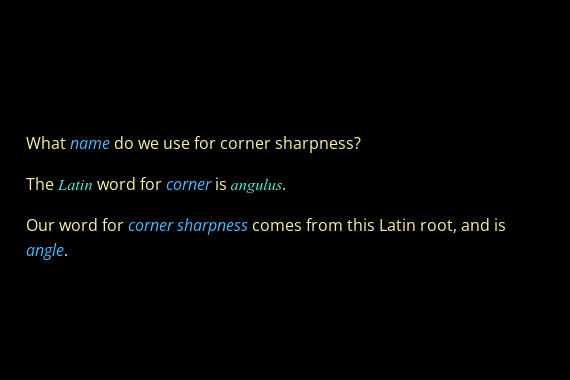 What name do we use for corner sharpness?
The Latin word for corner is angulus.
Our word for corner sharpness comes from this Latin root, and is
angle.